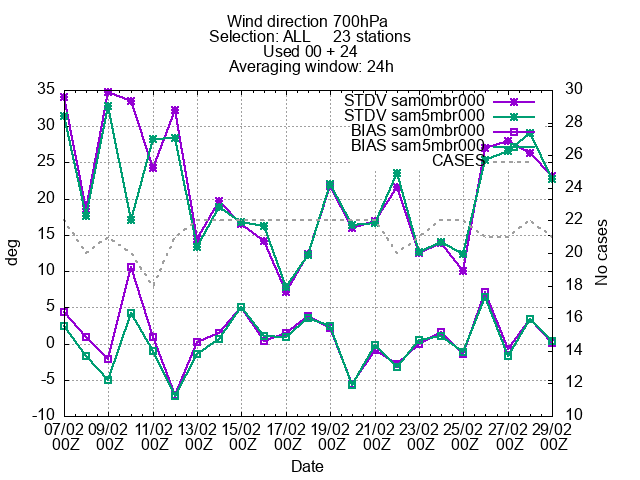 Wind direction 700hPa
Selection: ALL 23 stations
Used 00 + 24
Averaging window: 24h
STDV sam0mbr000
STDV sam5mbr000
BIAS sam0mbr000
BIAS sam5mbr000
CASES
deg
35
30
25
20
15
10
5
0
-5
-10
No cases
30
28
26
24
22
20
18
16
14
12
10
07/02 09/02 11/02 13/02 15/02 17/02 19/02 21/02 23/02 25/02 27/02 29/02
00Z 00Z 00Z 00Z 00Z 00Z 00Z 00Z 00Z 00Z 00Z 00Z
Date